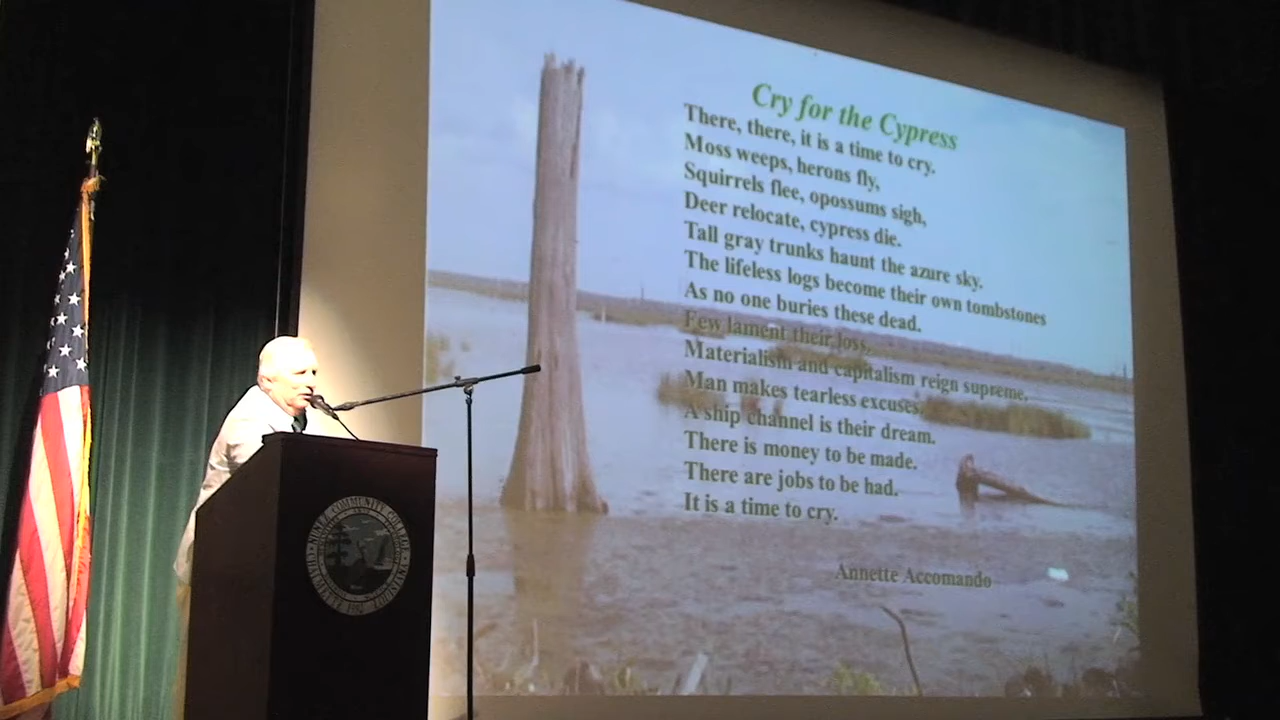 Cry for the Cypress
There, there, it is a time to cry.
Moss weeps, herons fly,
Squirrels flee, opossums sigh,
Deer relocate, cypress die.
Tall gray trunks haunt the azure sky.
The lifeless logs become their own tombstones
As no one buries these dead.
Few lament their loss.
Materialism and capitalism reign supreme.
Man makes tearless excuses.
A ship channel is their dream.
There is money to be made.
There are jobs to be had.
It is a time to cry.
Annette Accomando
NUNEZ COMMUNITY COLLEGE